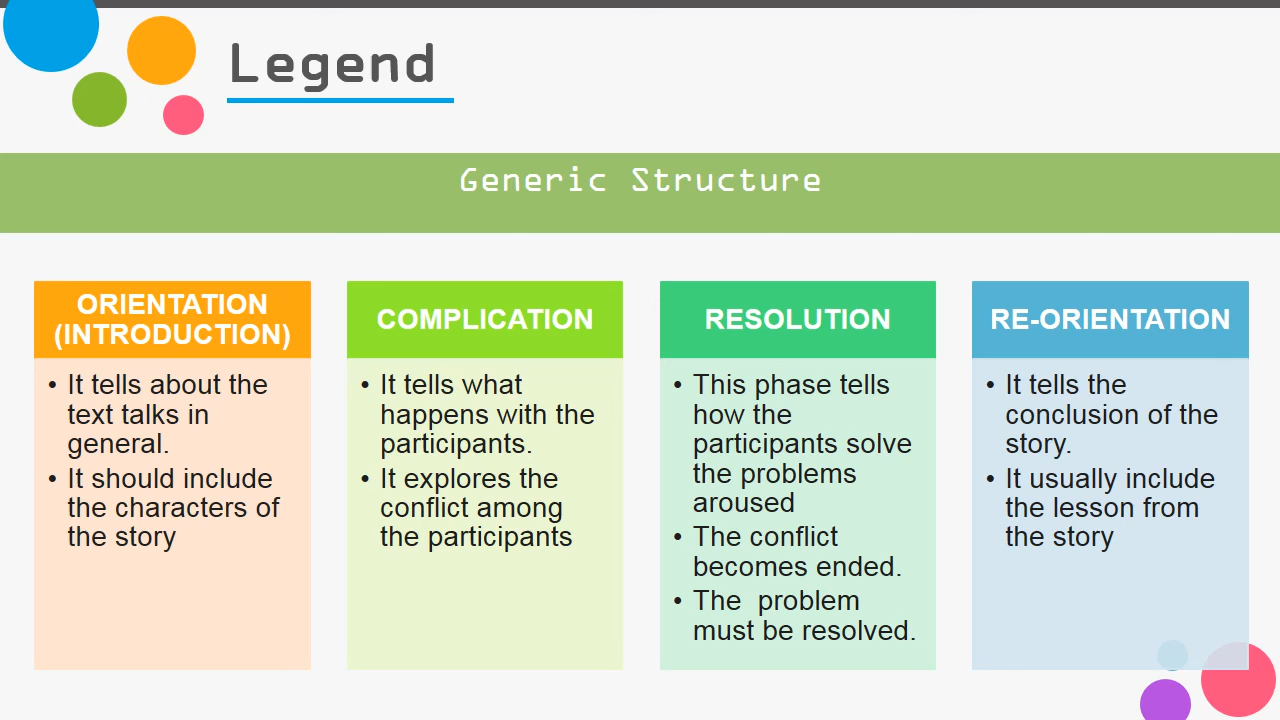 Legend
Generic Structure
ORIENTATION
(INTRODUCTION)
• It tells about the
text talks in
general.
• It should include
the characters of
the story
COMPLICATION
• It tells what
happens with the
participants.
• It explores the
conflict among
the participants
RESOLUTION
• This phase tells
how the
participants solve
the problems
aroused
• The conflict
becomes ended.
• The  problem
must be resolved.
RE-ORIENTATION
• It tells the
conclusion of the
story.
• It usually include
the lesson from
the story